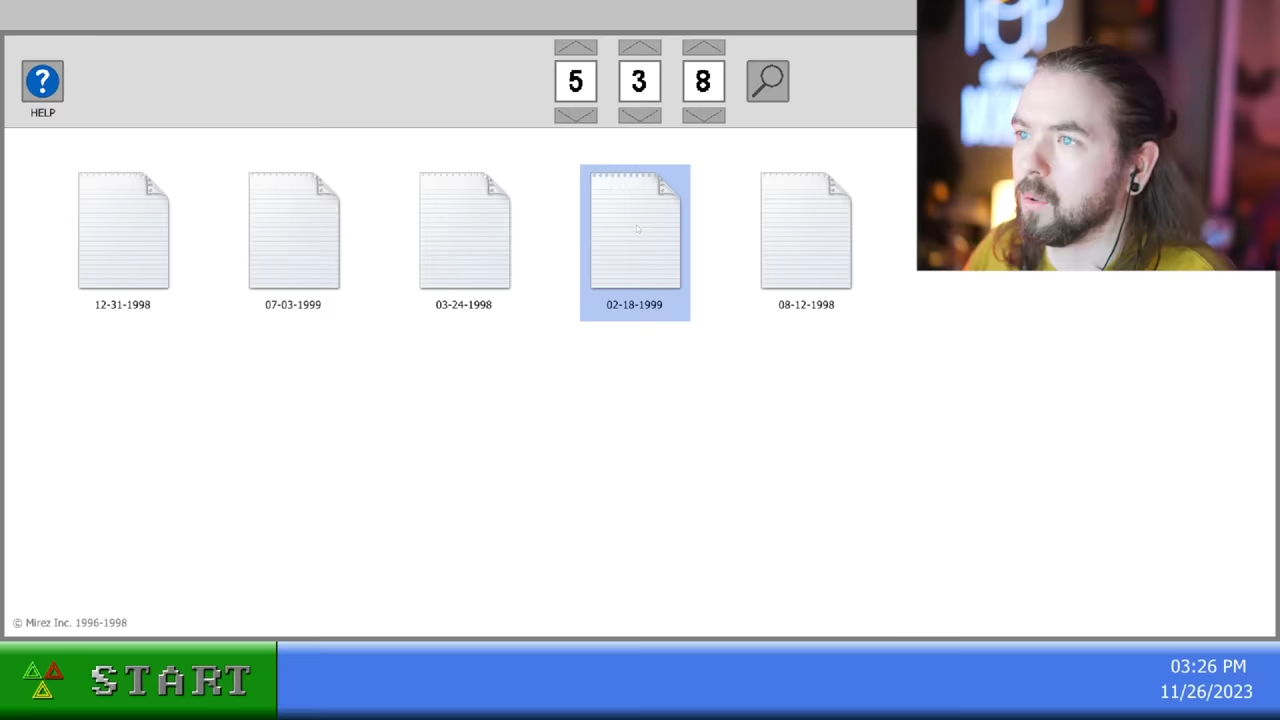 5 3 8
HELP
12-31-1998 07-03-1999 03-24-1998 02-18-1999 08-12-1998
© Mirez Inc. 1996-1998
START
03:26 PM
11/26/2023